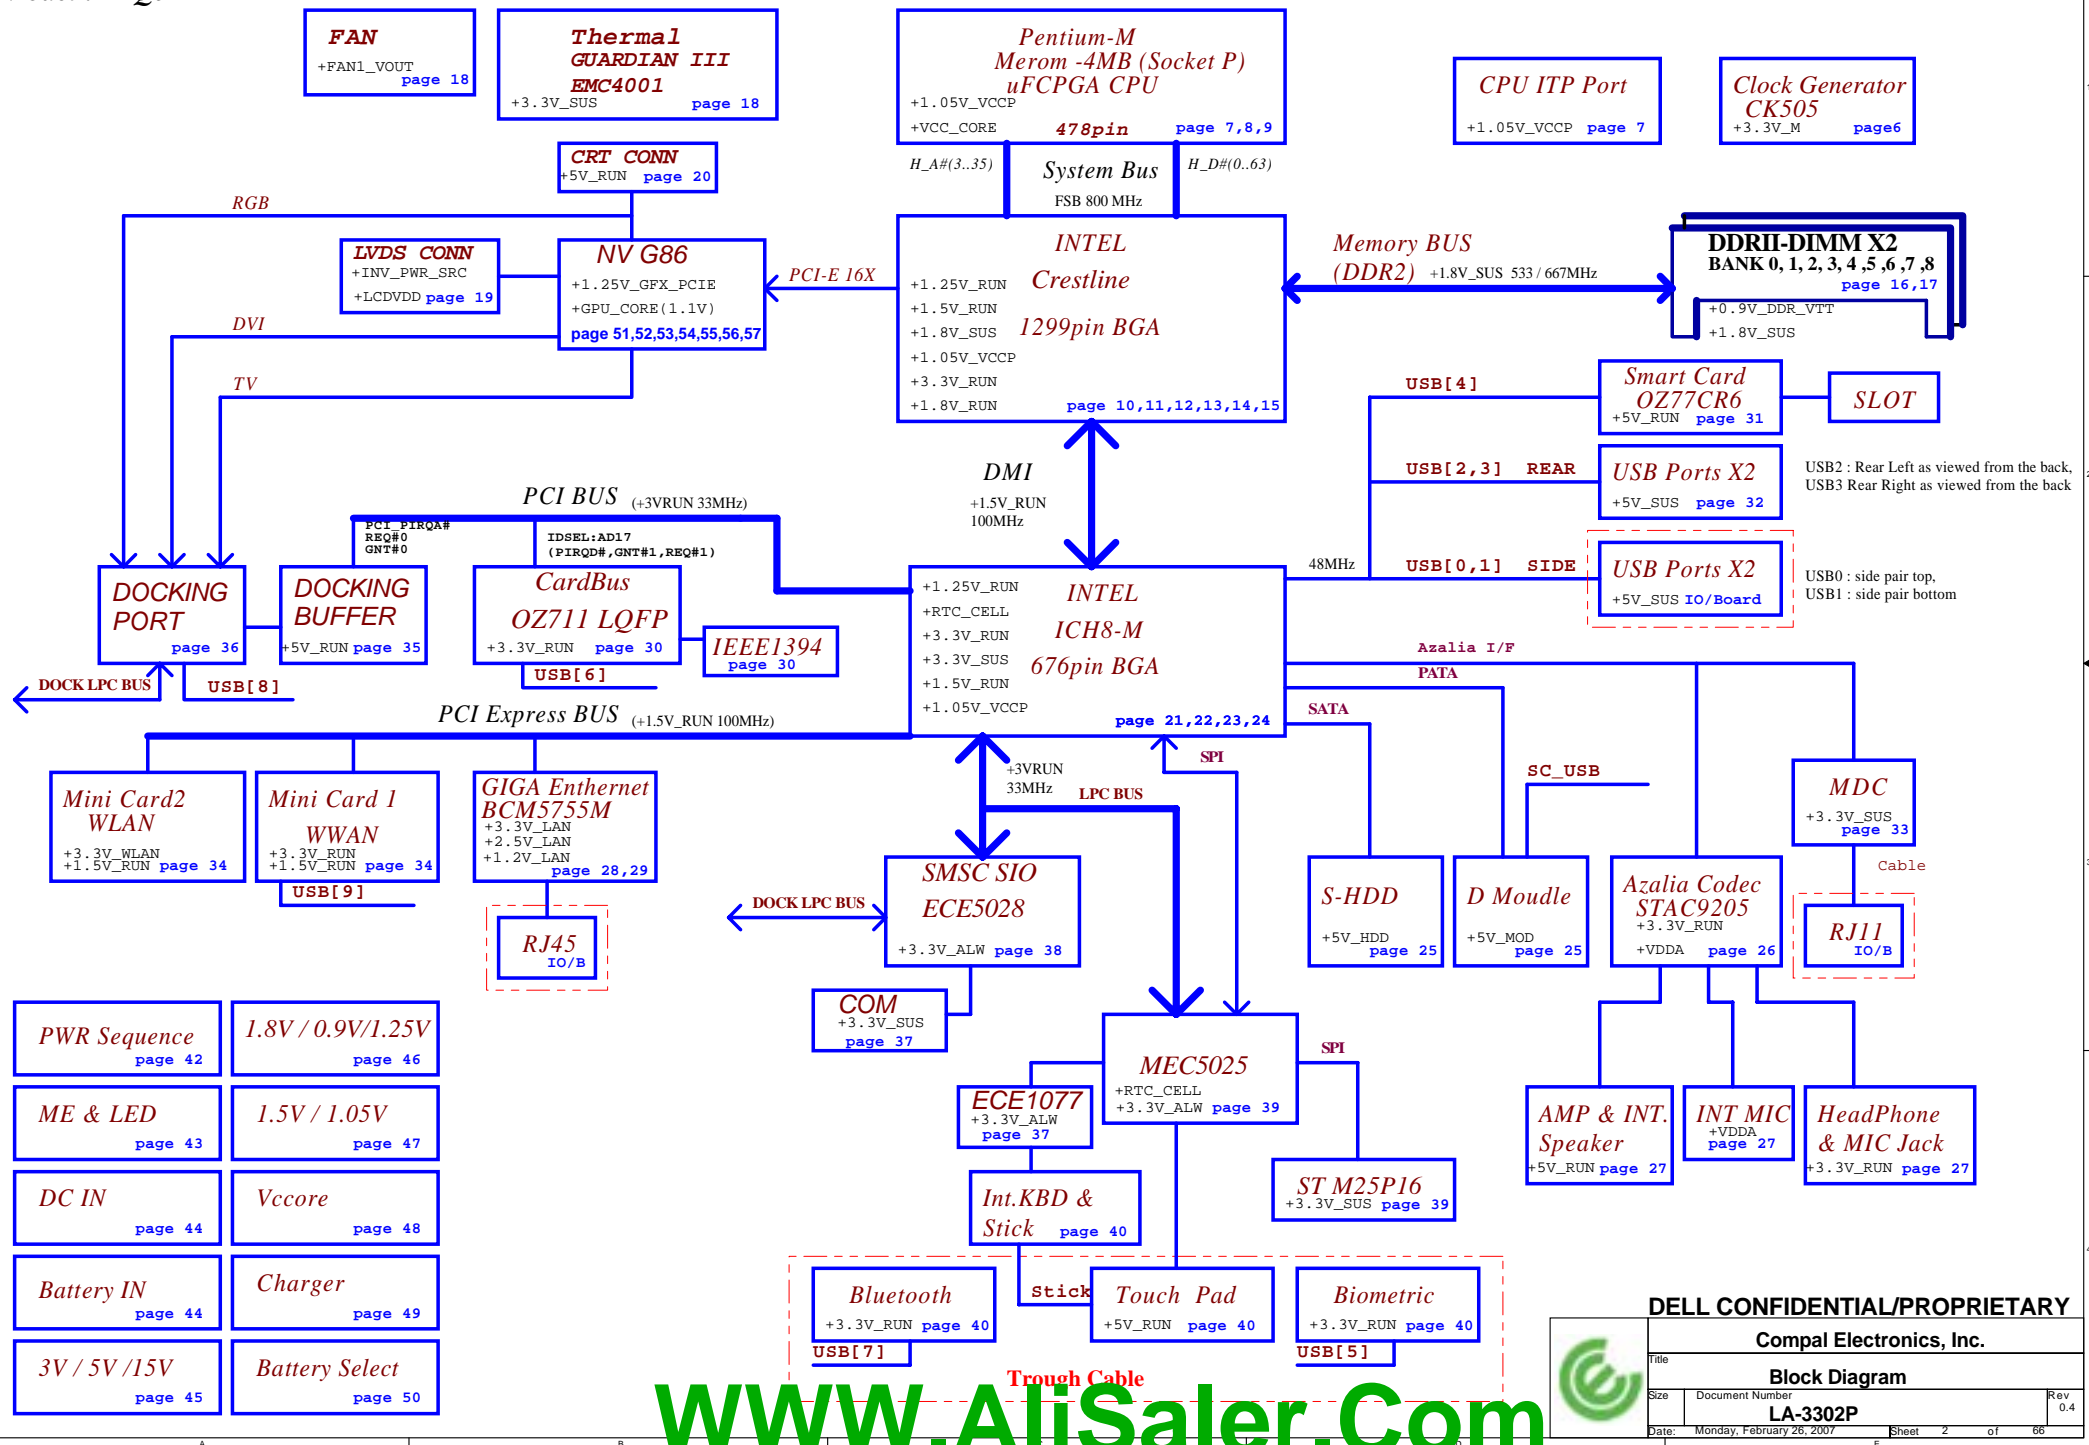 FAN
+FAN1_VOUT
page 18
Thermal
GUARDIAN III
EMC4001
+3.3V_SUS page 18
Pentium-M
Merom -4MB (Socket P)
uFCPGA CPU
+1.05V_VCCP
+VCC_CORE 478pin page 7,8,9
CPU ITP Port
+1.05V_VCCP page 7
Clock Generator
CK505
+3.3V_M page6
CRT CONN
+5V_RUN page 20
H_A#(3..35) System Bus H_D#(0..63)
FSB 800 MHz
RGB
LVDS CONN
+INV_PWR_SRC
+LCDVDD page 19
NV G86
+1.25V_GFX_PCIE
+GPU_CORE(1.1V)
page 51,52,53,54,55,56,57
PCI-E 16X
DVI
TV
INTEL
Crestline
1299pin BGA
+1.25V_RUN
+1.5V_RUN
+1.8V_SUS
+1.05V_VCCP
+3.3V_RUN
+1.8V_RUN page 10,11,12,13,14,15
Memory BUS
(DDR2) +1.8V_SUS 533 / 667MHz
DDRII-DIMM X2
BANK 0, 1, 2, 3, 4 ,5 ,6 ,7 ,8
page 16,17
+0.9V_DDR_VTT
+1.8V_SUS
USB[4]
Smart Card
OZ77CR6
+5V_RUN page 31
SLOT
USB[2,3] REAR
USB Ports X2
+5V_SUS page 32
USB2 : Rear Left as viewed from the back,
USB3 Rear Right as viewed from the back
48MHz
USB[0,1] SIDE
USB Ports X2
+5V_SUS IO/Board
USB0 : side pair top,
USB1 : side pair bottom
DMI
+1.5V_RUN
100MHz
PCI BUS (+3VRUN 33MHz)
PCI_PIRQA#
REQ#0
GNT#0
IDSEL:AD17
(PIRQD#,GNT#1,REQ#1)
DOCKING
PORT
page 36
DOCKING
BUFFER
+5V_RUN page 35
CardBus
OZ711 LQFP
+3.3V_RUN page 30
IEEE1394
page 30
USB[6]
DOCK LPC BUS
USB[8]
INTEL
ICH8-M
676pin BGA
+1.25V_RUN
+RTC_CELL
+3.3V_RUN
+3.3V_SUS
+1.5V_RUN
+1.05V_VCCP
page 21,22,23,24
Azalia I/F
PATA
SATA
SPI
PCI Express BUS (+1.5V_RUN 100MHz)
Mini Card2
WLAN
+3.3V_WLAN
+1.5V_RUN page 34
Mini Card 1
WWAN
+3.3V_RUN
+1.5V_RUN page 34
USB[9]
GIGA Enthernet
BCM5755M
+3.3V_LAN
+2.5V_LAN
+1.2V_LAN
page 28,29
RJ45
IO/B
+3VRUN
33MHz
LPC BUS
DOCK LPC BUS
SMSC SIO
ECE5028
+3.3V_ALW page 38
COM
+3.3V_SUS
page 37
SC_USB
S-HDD
+5V_HDD
page 25
D Moudle
+5V_MOD
page 25
Azalia Codec
STAC9205
+3.3V_RUN
+VDDA page 26
MDC
+3.3V_SUS
page 33
Cable
RJ11
IO/B
MEC5025
+RTC_CELL
+3.3V_ALW page 39
SPI
ECE1077
+3.3V_ALW
page 37
Int.KBD &
Stick page 40
ST M25P16
+3.3V_SUS page 39
AMP & INT.
Speaker
+5V_RUN page 27
INT MIC
+VDDA
page 27
HeadPhone
& MIC Jack
+3.3V_RUN page 27
PWR Sequence
page 42
1.8V / 0.9V/1.25V
page 46
ME & LED
page 43
1.5V / 1.05V
page 47
DC IN
page 44
Vccore
page 48
Battery IN
page 44
Charger
page 49
3V / 5V /15V
page 45
Battery Select
page 50
Bluetooth
+3.3V_RUN page 40
USB[7]
Stick
Touch Pad
+5V_RUN page 40
Biometric
+3.3V_RUN page 40
USB[5]
Trough Cable
WWW.AliSaler.Com
DELL CONFIDENTIAL/PROPRIETARY
Compal Electronics, Inc.
Title
Block Diagram
Size Document Number Rev
LA-3302P 0.4
Date: Monday, February 26, 2007 Sheet 2 of 66